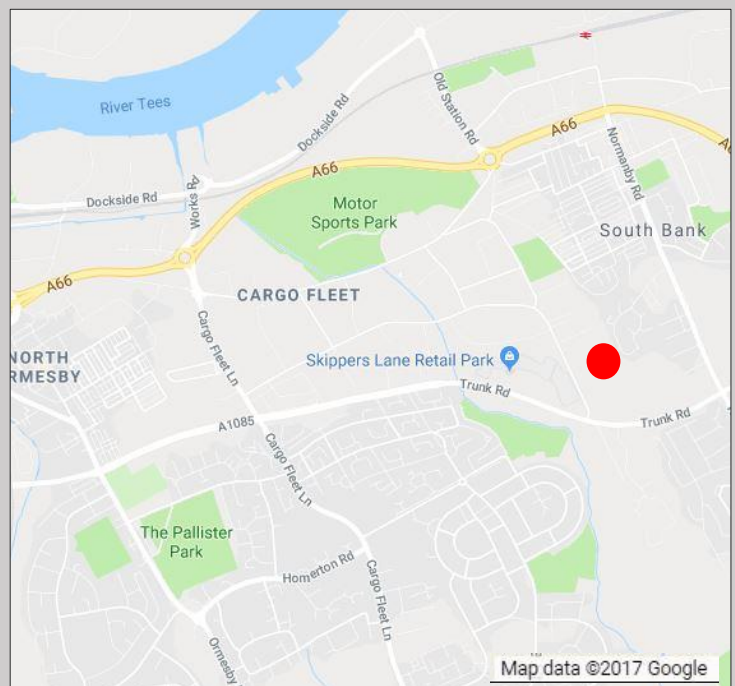 River Tees
Dockside Rd
Old Station Rd
A66
A66
Normanby Rd
Dockside Rd
Works Rd
Motor
Sports Park
South Bank
A66
CARGO FLEET
NORTH
RMESBY
Cargo Fleet Ln
Skippers Lane Retail Park
Trunk Rd
Trunk Rd
A1085
Cargo Fleet Ln
The Pallister
Park
Homerton Rd
Cargo Fleet Ln
Ormesby
Map data ©2017 Google